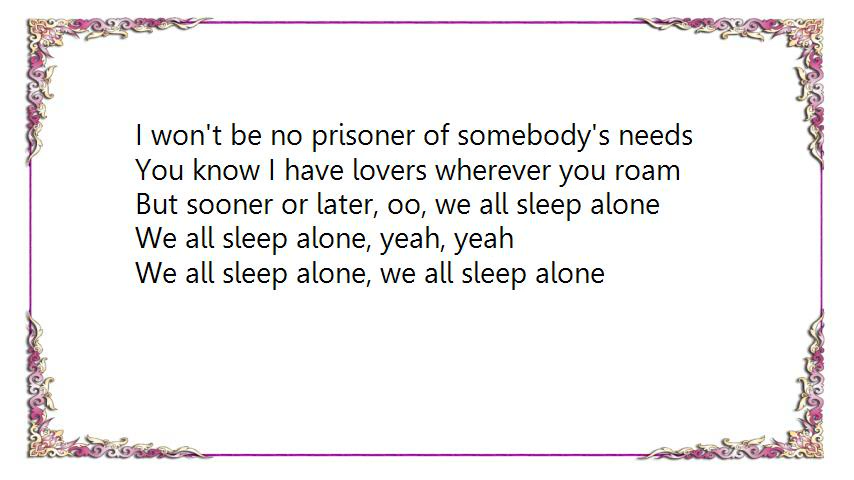 I won't be no prisoner of somebody's needs
You know I have lovers wherever you roam
But sooner or later, oo, we all sleep alone
We all sleep alone, yeah, yeah
We all sleep alone, we all sleep alone